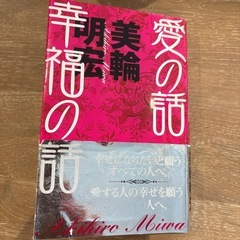 愛の話
幸福の話
美輪明宏
Akihiro Miwa
幸せになりたいと願う
すべての人へ。
愛する人の幸せを願う
人へ。
Akihiro Miwa